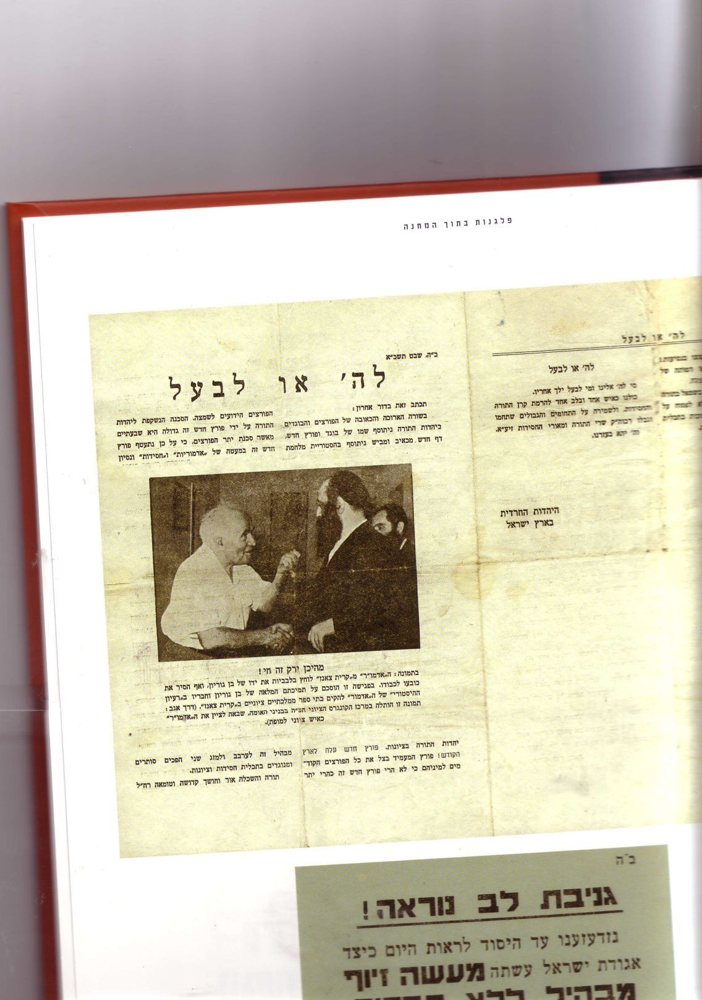 פלגנות בתוך המחנה
ב״ה, שבט תשכ״א
לה׳ או לבעל
תכתב זאת בדור אחרון:
בשורה הארוכה והכאובה של הפורצים והבוגדים
ביהדות התורה ניתוסף שמו של בוגד ופורץ חדש,
דף חדש מכאיב ומביש ניתוסף בהסטוריית מלחמת
הפורצים הידועים לשמצה. הסכנה הנשקפת ליהדות
התורה על ידי פורץ חדש זה גדולה היא שבעתיים
מאשר סכנת יתר הפורצים, כי על כן נתעטף פורץ
חדש זה במעטה של „אדמוריות״ ו„חסידות״ ונסיון
מהיכן ירק זה חי!
בתמונה: ה„אדמו״ר״ מ„קרית צאנז״ לוחץ בלבביות את ידו של בן גוריון, ואף הסיר את
כובעו לכבודו. בפגישה זו הוסכם על תמיכתם המלאה של בן גוריון וחבריו ב„רעיון
ההיסטורי״ של ה„אדמור״ להקים בתי ספר ממלכתיים ציוניים ב„קרית צאנז״. (דרך אגב:
תמונה זו הותלה במרכז הקונגרס הציוני הכ״ה בבניני האומה, שבאה לציין את ה„אדמו״ר״
כאיש ציוני למופת).
יהדות התורה בציונות. פורץ חדש עלה לארץ
הקודש! פורץ המעמיד בצל את כל הפורצים הקוד־
מים למיניהם כי לא הרי פורץ חדש זה כהרי יתר
מבהיל זה לערבב ולמזג שני הפכים סותרים
ומנוגדים בתכלית חסידות וציונות.
תורה והשכלה אור וחושך קדושה וטומאה רח״ל
לה׳ או לבעל
לה׳ או לבעל
מי לה׳ אלינו ומי לבעל ילך אחריו.
כולנו כאיש אחד ובלב אחד להרמת קרן התורה
והחסידות, ולשמירה על התחומים והגבולים שתחמו
וגבלו רבוה״ק שרי התורה ומאורי החסידות זיע״א.
וה׳ יהא בעזרנו.
היהדות החרדית
בארץ ישראל
ב״ה
גניבת לב נוראה!
נזדעזענו עד היסוד לראות היום כיצד
אגודת ישראל עשתה מעשה זיוף
מבהיל ללא